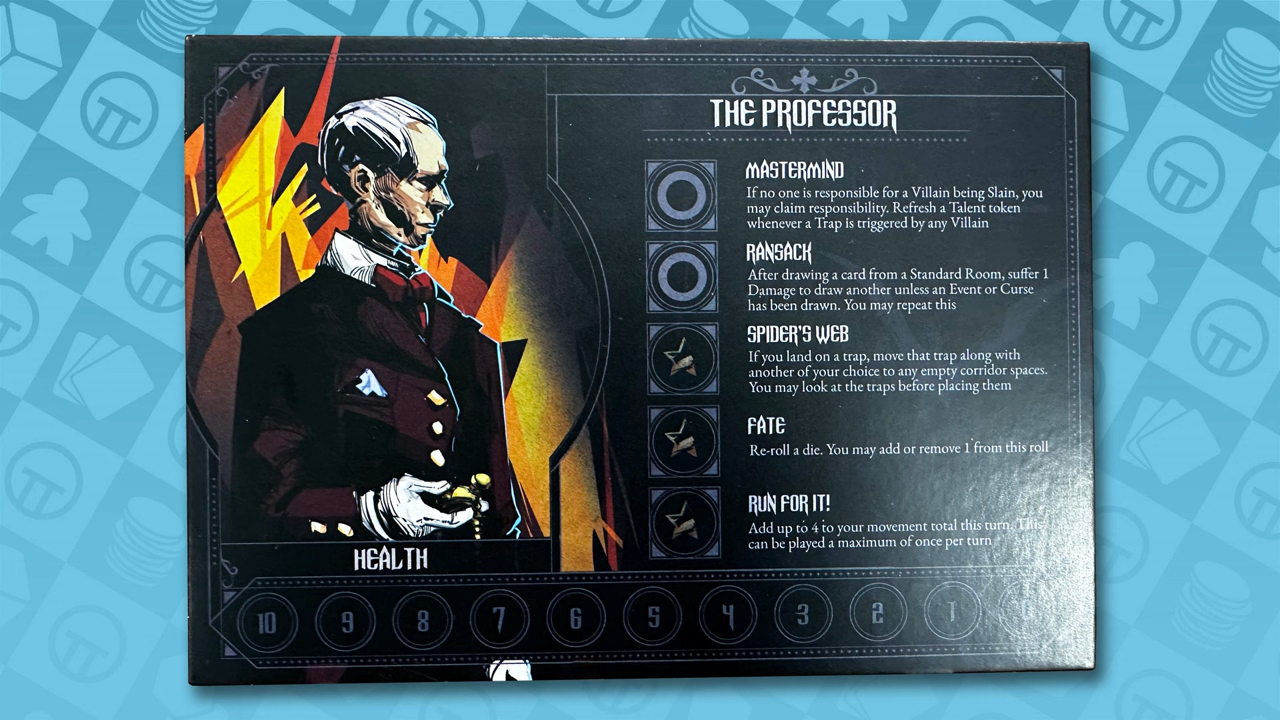 THE PROFESSOR
MASTERMIND
If no one is responsible for a Villain being Slain, you
may claim responsibility. Refresh a Talent token
whenever a Trap is triggered by any Villain
RANSACK
After drawing a card from a Standard Room, suffer 1
Damage to draw another unless an Event or Curse
has been drawn. You may repeat this
SPIDER'S WEB
If you land on a trap, move that trap along with
another of your choice to any empty corridor spaces.
You may look at the traps before placing them
FATE
Re-roll a die. You may add or remove 1 from this roll
RUN FOR IT!
Add up to 4 to your movement total this turn. This
can be played a maximum of once per turn
HEALTH
10 9 8 7 6 5 4 3 2 1